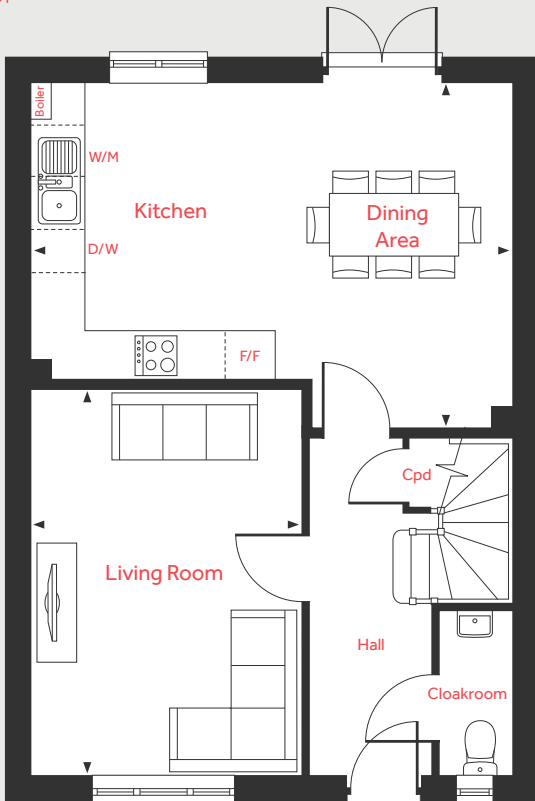 Boiler
W/M
Kitchen
Dining
Area
D/W
F/F
Cpd
Living Room
Hall
Cloakroom